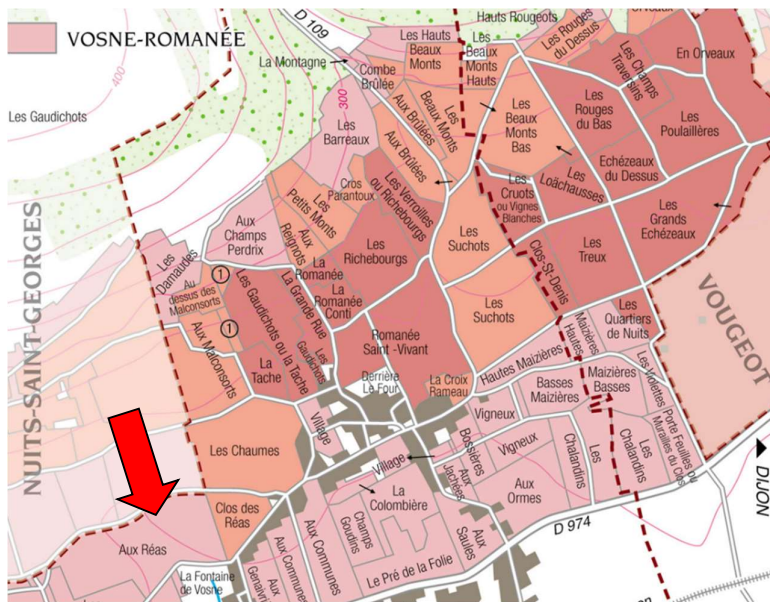 VOSNE-ROMANÉE
D 109
Hauts Rougeots
Les Hauts
Beaux
Monts
Les
Beaux
Monts
Hauts
Les Rouges
du Dessus
En Orveaux
La Montagne
Combe
Brûlée
400
300
Les Gaudichots
Les
Barreaux
Aux Brûlées
Les
Beaux Monts
Aux Brûlées
Les
Beaux
Monts
Bas
Les Champs
Traversins
Les
Rouges
du Bas
Les
Poulaillères
Echézeaux
du Dessus
Cros
Parantoux
Les Verroilles
ou Richebourgs
Les
Petits Monts
Aux
Reignots
Les
Cruots
ou Vignes
Blanches
Les
Loâchausses
Les
Grands
Echézeaux
Aux
Champs
Perdrix
Les
Richebourgs
Les
Suchots
Les
Treux
Clos-St-Denis
NUITS-SAINT-GEORGES
Les
Damaudes
Au
dessus des
Malconsorts
1
1
Aux Malconsorts
Les Gaudichots ou la Tache
La Grande Rue
La
Romanée
La
Romanée
Conti
Les
Gaudichots
La
Tache
Romanée
Saint -Vivant
Les
Suchots
Les
Quartiers
de Nuits
VOUGEOT
Maizières
Hautes
Hautes Maizières
Maizières
Basses
Basses
Maizières
Les Violettes
Porte Feuilles ou
Murailles du Clos
Derrière
Le Four
La Croix
Rameau
Village
Vigneux
Vigneux
Bossières
Aux
Jachées
Chalandins
Les
Les
Chalandins
Les Chaumes
Village
La
Colombière
Aux
Ormes
DIJON
Clos des
Réas
Aux Réas
Aux Communes
Champs
Goudins
Aux
Saules
D 974
Le Pré de la Folie
La Fontaine
de Vosne
Aux
Genaivri
Aux Communes